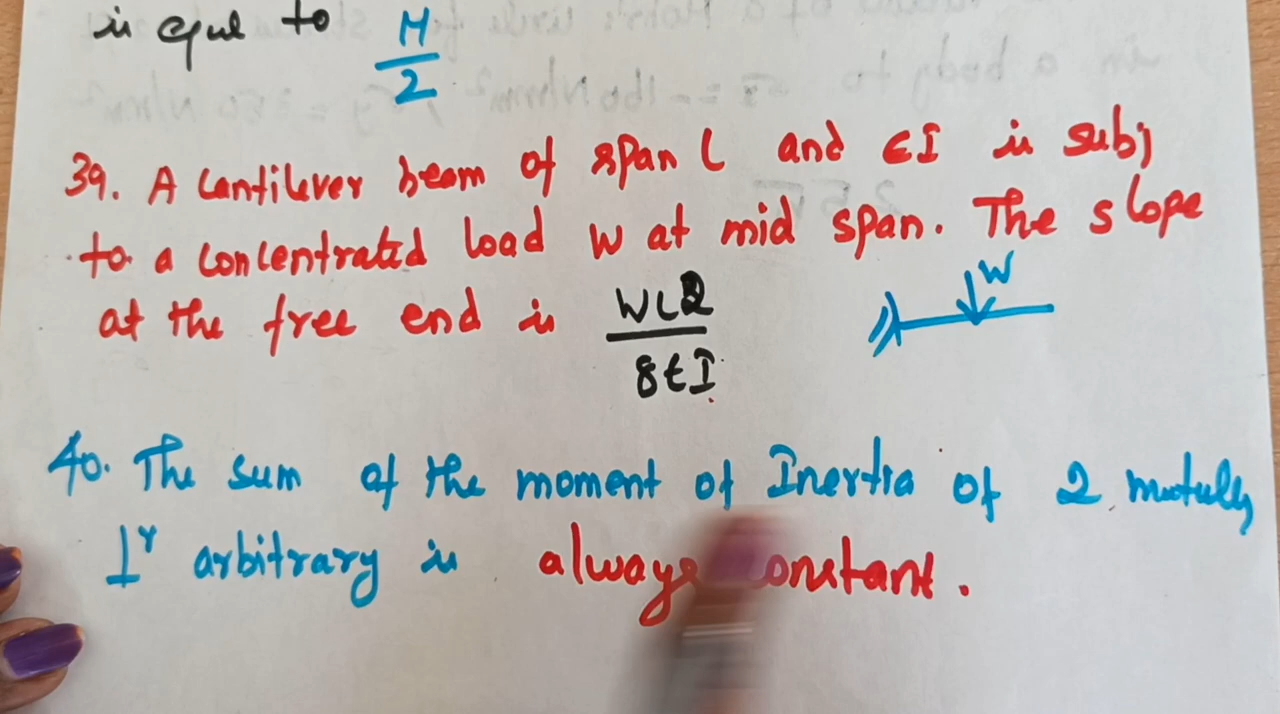 is equl to M/2
39. A Cantilever beam of span L and EI is subj
to a concentrated load W at mid span. The slope
at the free end is WL2/8EI
W
40. The sum of the moment of Inertia of 2 mutully
⊥r arbitrary is always constant.